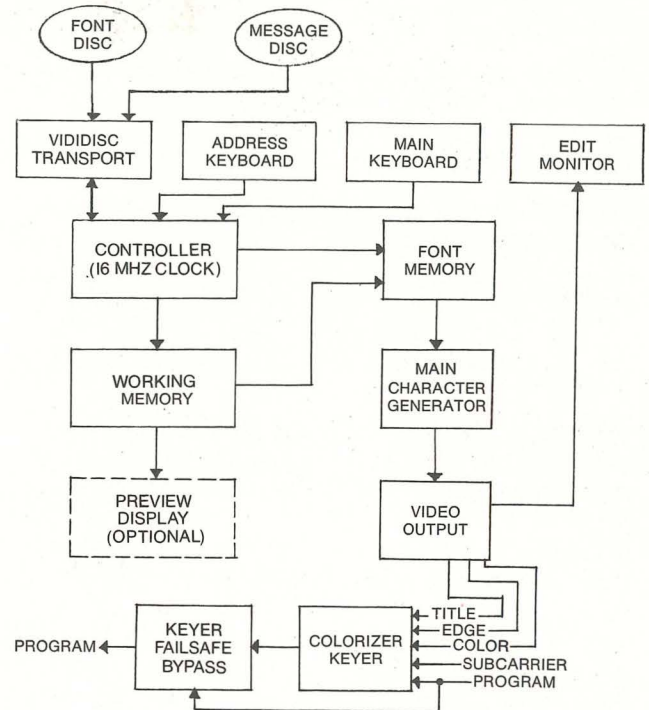 FONT
DISC
MESSAGE
DISC
VIDIDISC
TRANSPORT
ADDRESS
KEYBOARD
MAIN
KEYBOARD
EDIT
MONITOR
CONTROLLER
(16 MHZ CLOCK)
FONT
MEMORY
WORKING
MEMORY
MAIN
CHARACTER
GENERATOR
PREVIEW
DISPLAY
(OPTIONAL)
VIDEO
OUTPUT
PROGRAM
KEYER
FAILSAFE
BYPASS
COLORIZER
KEYER
TITLE
EDGE
COLOR
SUBCARRIER
PROGRAM